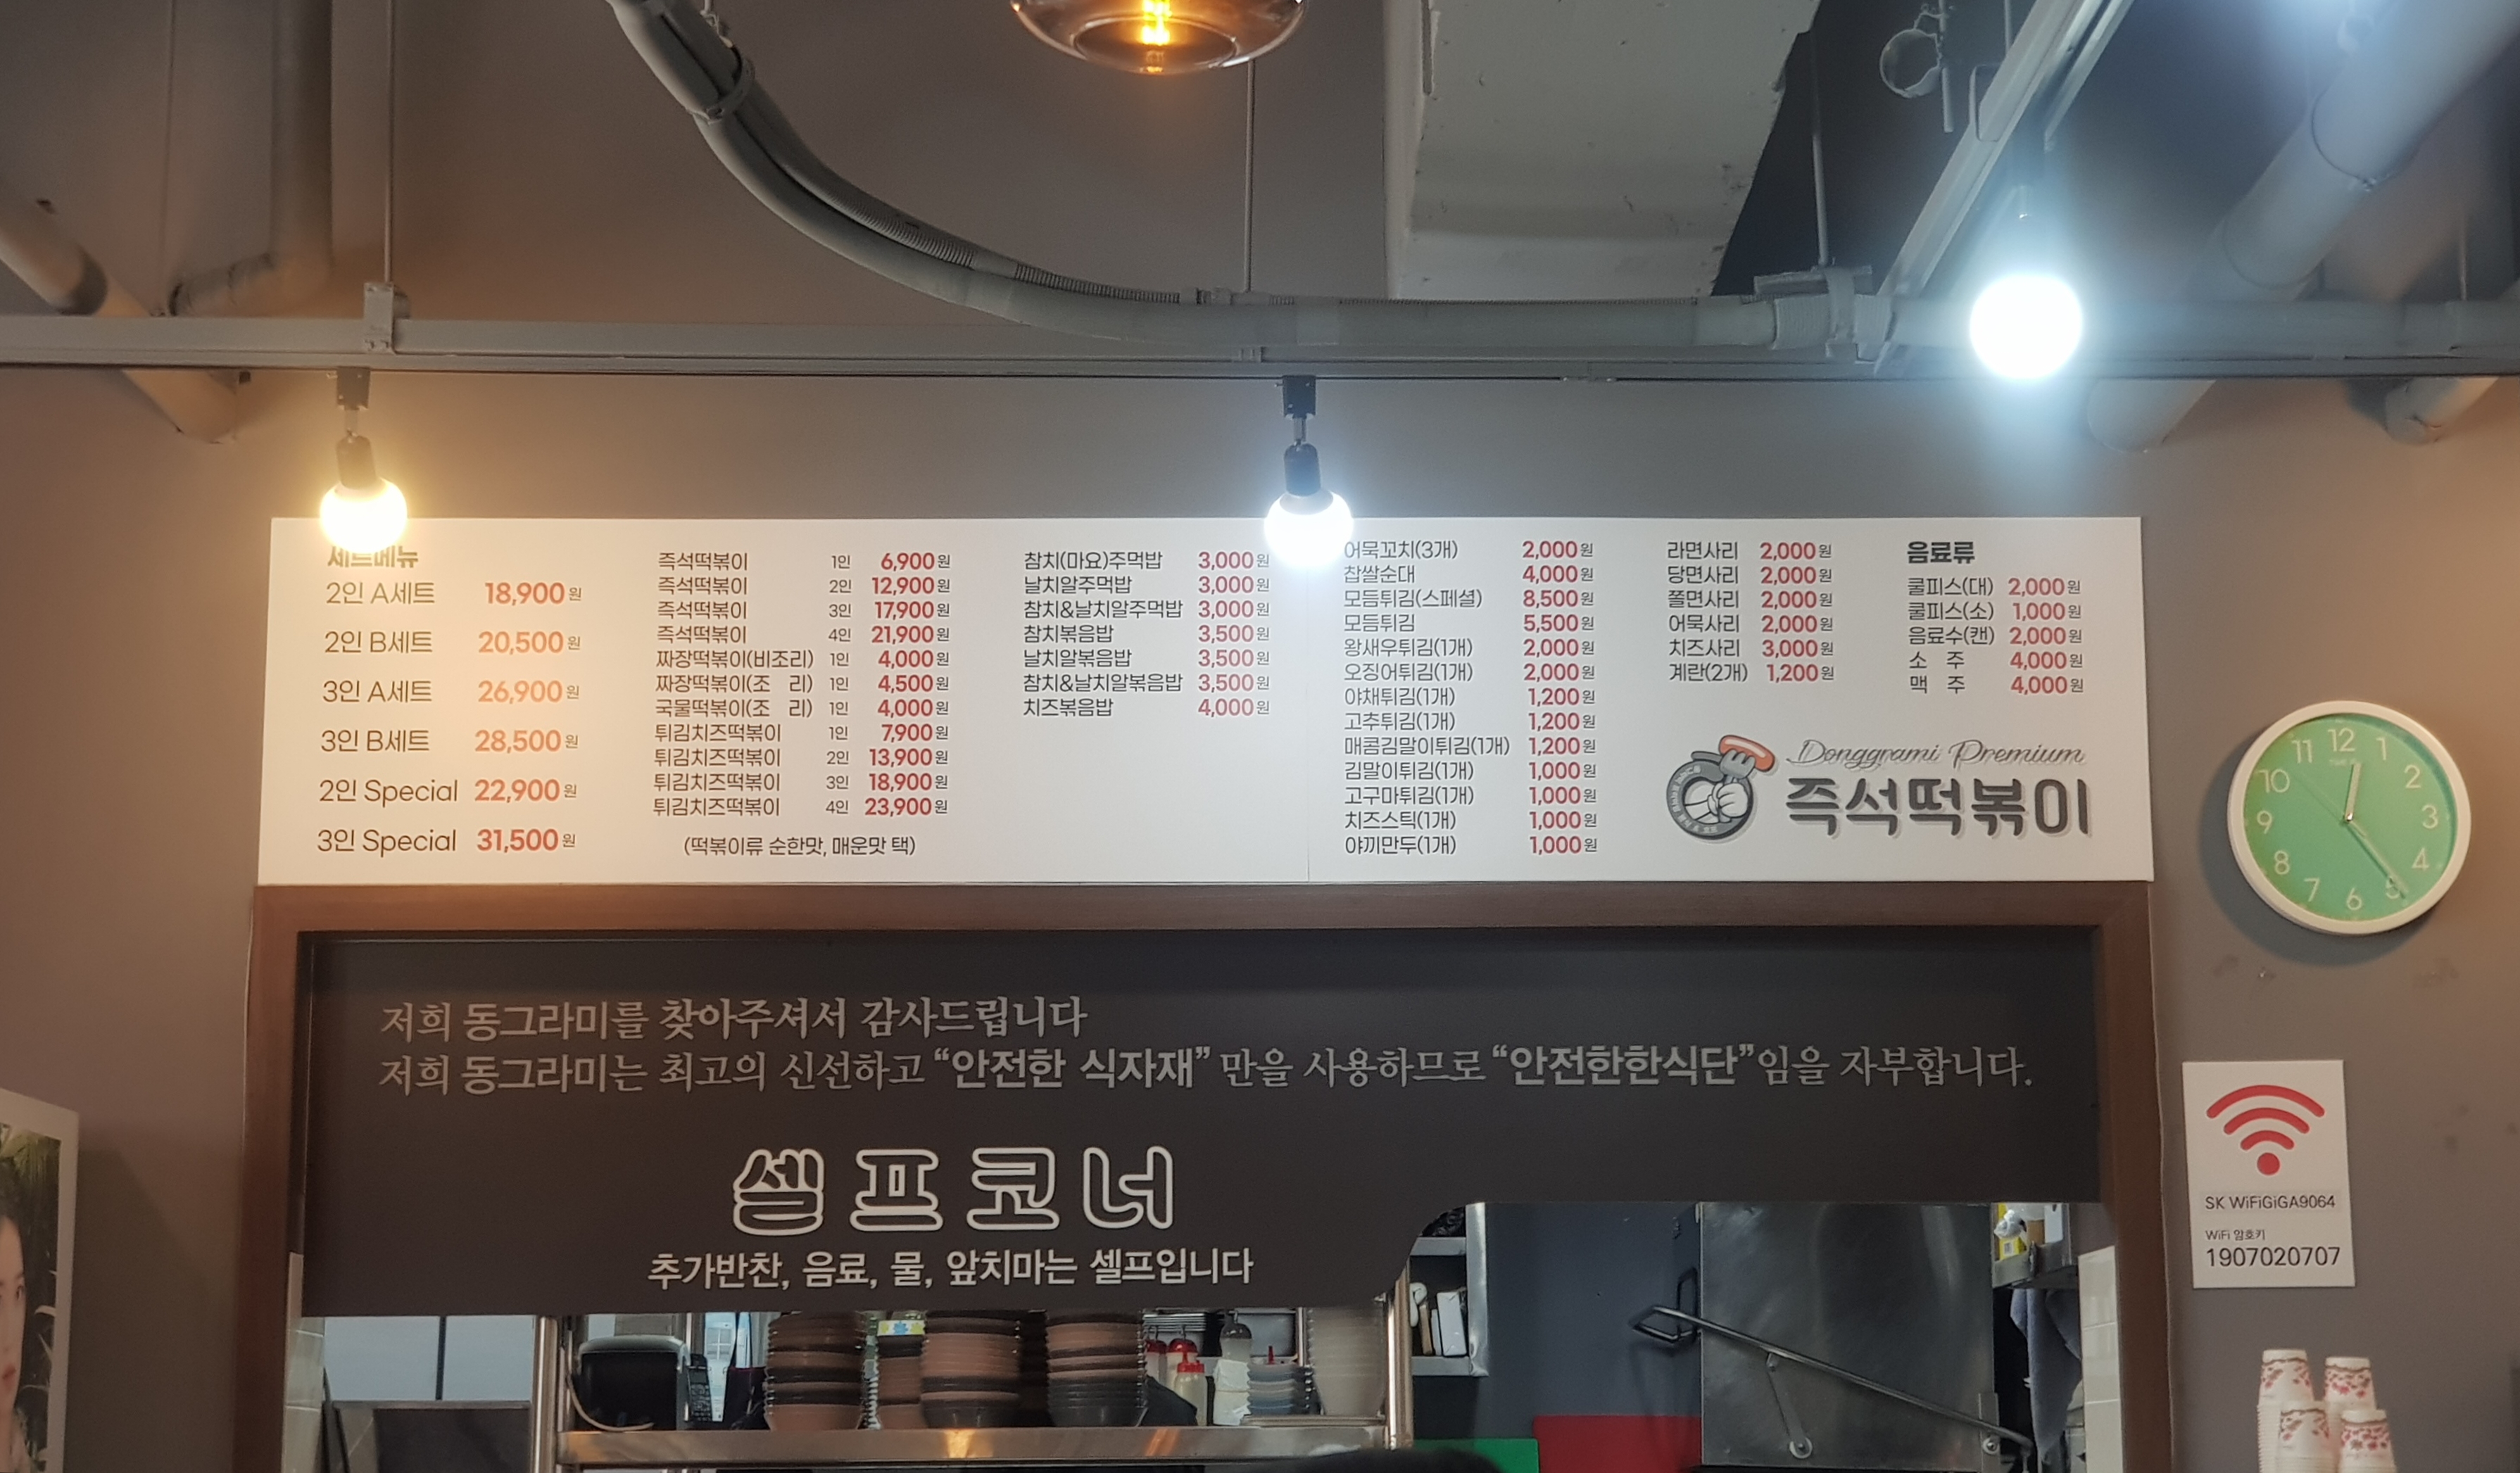 세트메뉴
2인 A세트 18,900원
2인 B세트 20,500원
3인 A세트 26,900원
3인 B세트 28,500원
2인 Special 22,900원
3인 Special 31,500원
즉석떡볶이 1인 6,900원
즉석떡볶이 2인 12,900원
즉석떡볶이 3인 17,900원
즉석떡볶이 4인 21,900원
짜장떡볶이(비조리) 1인 4,000원
짜장떡볶이(조 리) 1인 4,500원
국물떡볶이(조 리) 1인 4,000원
튀김치즈떡볶이 1인 7,900원
튀김치즈떡볶이 2인 13,900원
튀김치즈떡볶이 3인 18,900원
튀김치즈떡볶이 4인 23,900원
(떡볶이류 순한맛, 매운맛 택)
참치(마요)주먹밥 3,000원
날치알주먹밥 3,000원
참치&날치알주먹밥 3,000원
참치볶음밥 3,500원
날치알볶음밥 3,500원
참치&날치알볶음밥 3,500원
치즈볶음밥 4,000원
어묵꼬치(3개) 2,000원
찹쌀순대 4,000원
모듬튀김(스페셜) 8,500원
모듬튀김 5,500원
왕새우튀김(1개) 2,000원
오징어튀김(1개) 2,000원
야채튀김(1개) 1,200원
고추튀김(1개) 1,200원
매콤김말이튀김(1개) 1,200원
김말이튀김(1개) 1,000원
고구마튀김(1개) 1,000원
치즈스틱(1개) 1,000원
야끼만두(1개) 1,000원
라면사리 2,000원
당면사리 2,000원
쫄면사리 2,000원
어묵사리 2,000원
치즈사리 3,000원
계란(2개) 1,200원
음료류
쿨피스(대) 2,000원
쿨피스(소) 1,000원
음료수(캔) 2,000원
소 주 4,000원
맥 주 4,000원
Donggrami Premium
즉석떡볶이
12
1
2
3
4
5
6
7
8
9
10
11
저희 동그라미를 찾아주셔서 감사드립니다
저희 동그라미는 최고의 신선하고 “안전한 식자재” 만을 사용하므로 “안전한한식단”임을 자부합니다.
셀프코너
추가반찬, 음료, 물, 앞치마는 셀프입니다
SK WiFiGiGA9064
WiFi 암호키
1907020707